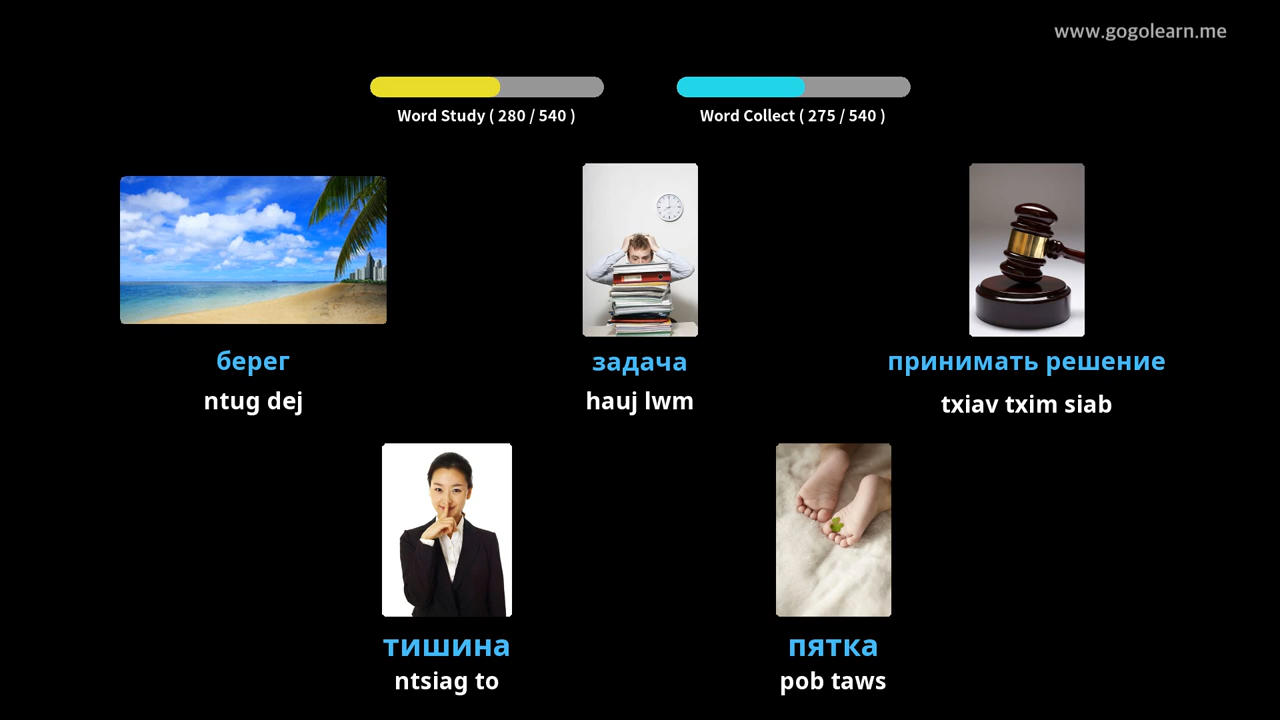 www.gogolearn.me
Word Study ( 280 / 540 )
Word Collect ( 275 / 540 )
берег
ntug dej
задача
hauj lwm
принимать решение
txiav txim siab
тишина
ntsiag to
пятка
pob taws